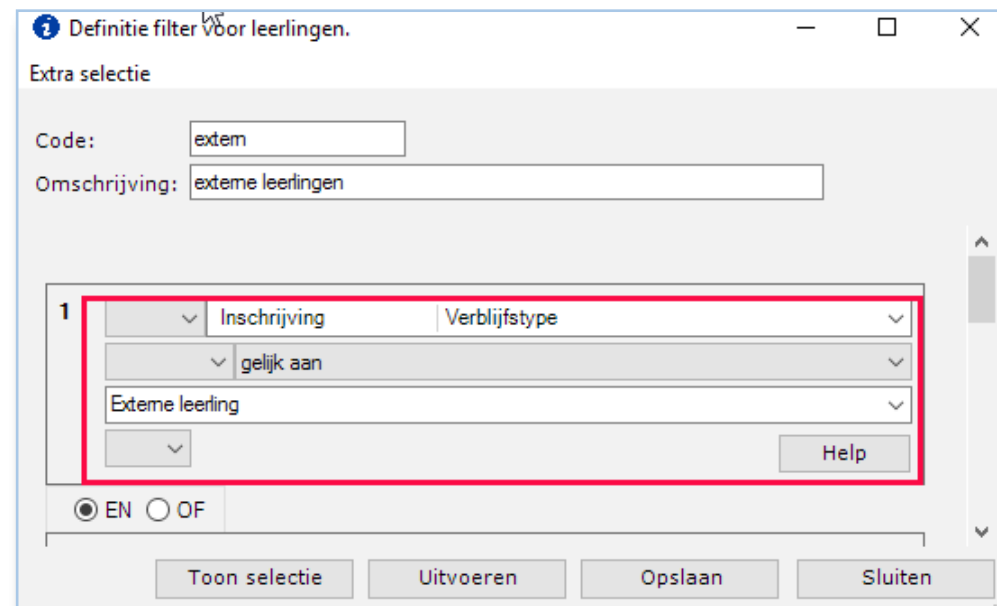 Definitie filter voor leerlingen.
Extra selectie
Code: extern
Omschrijving: externe leerlingen
1 Inschrijving Verblijfstype
gelijk aan
Externe leerling
Help
EN OF
Toon selectie Uitvoeren Opslaan Sluiten